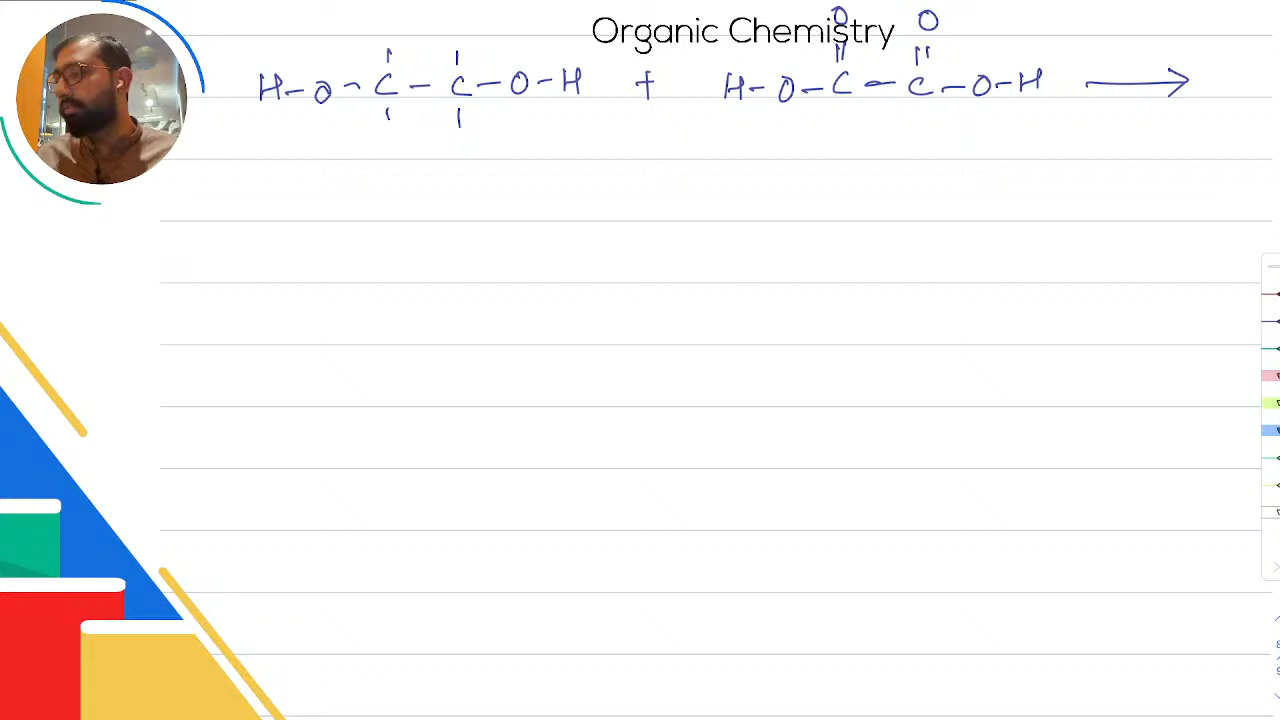 Organic Chemistry
O O
H-O-C-C-O-H + H-O-C-C-O-H →